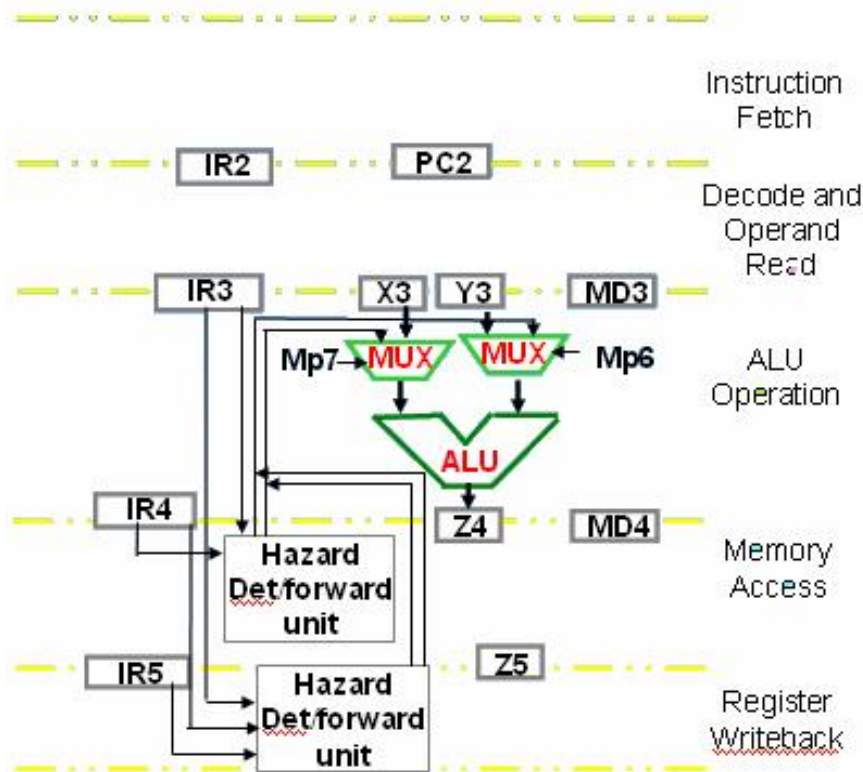 Instruction
Fetch
IR2
PC2
Decode and
Operand
Read
IR3
X3
Y3
MD3
Mp7
MUX
MUX
Mp6
ALU
Operation
ALU
IR4
Z4
MD4
Hazard
Det/forward
unit
Memory
Access
IR5
Z5
Hazard
Det/forward
unit
Register
Writeback